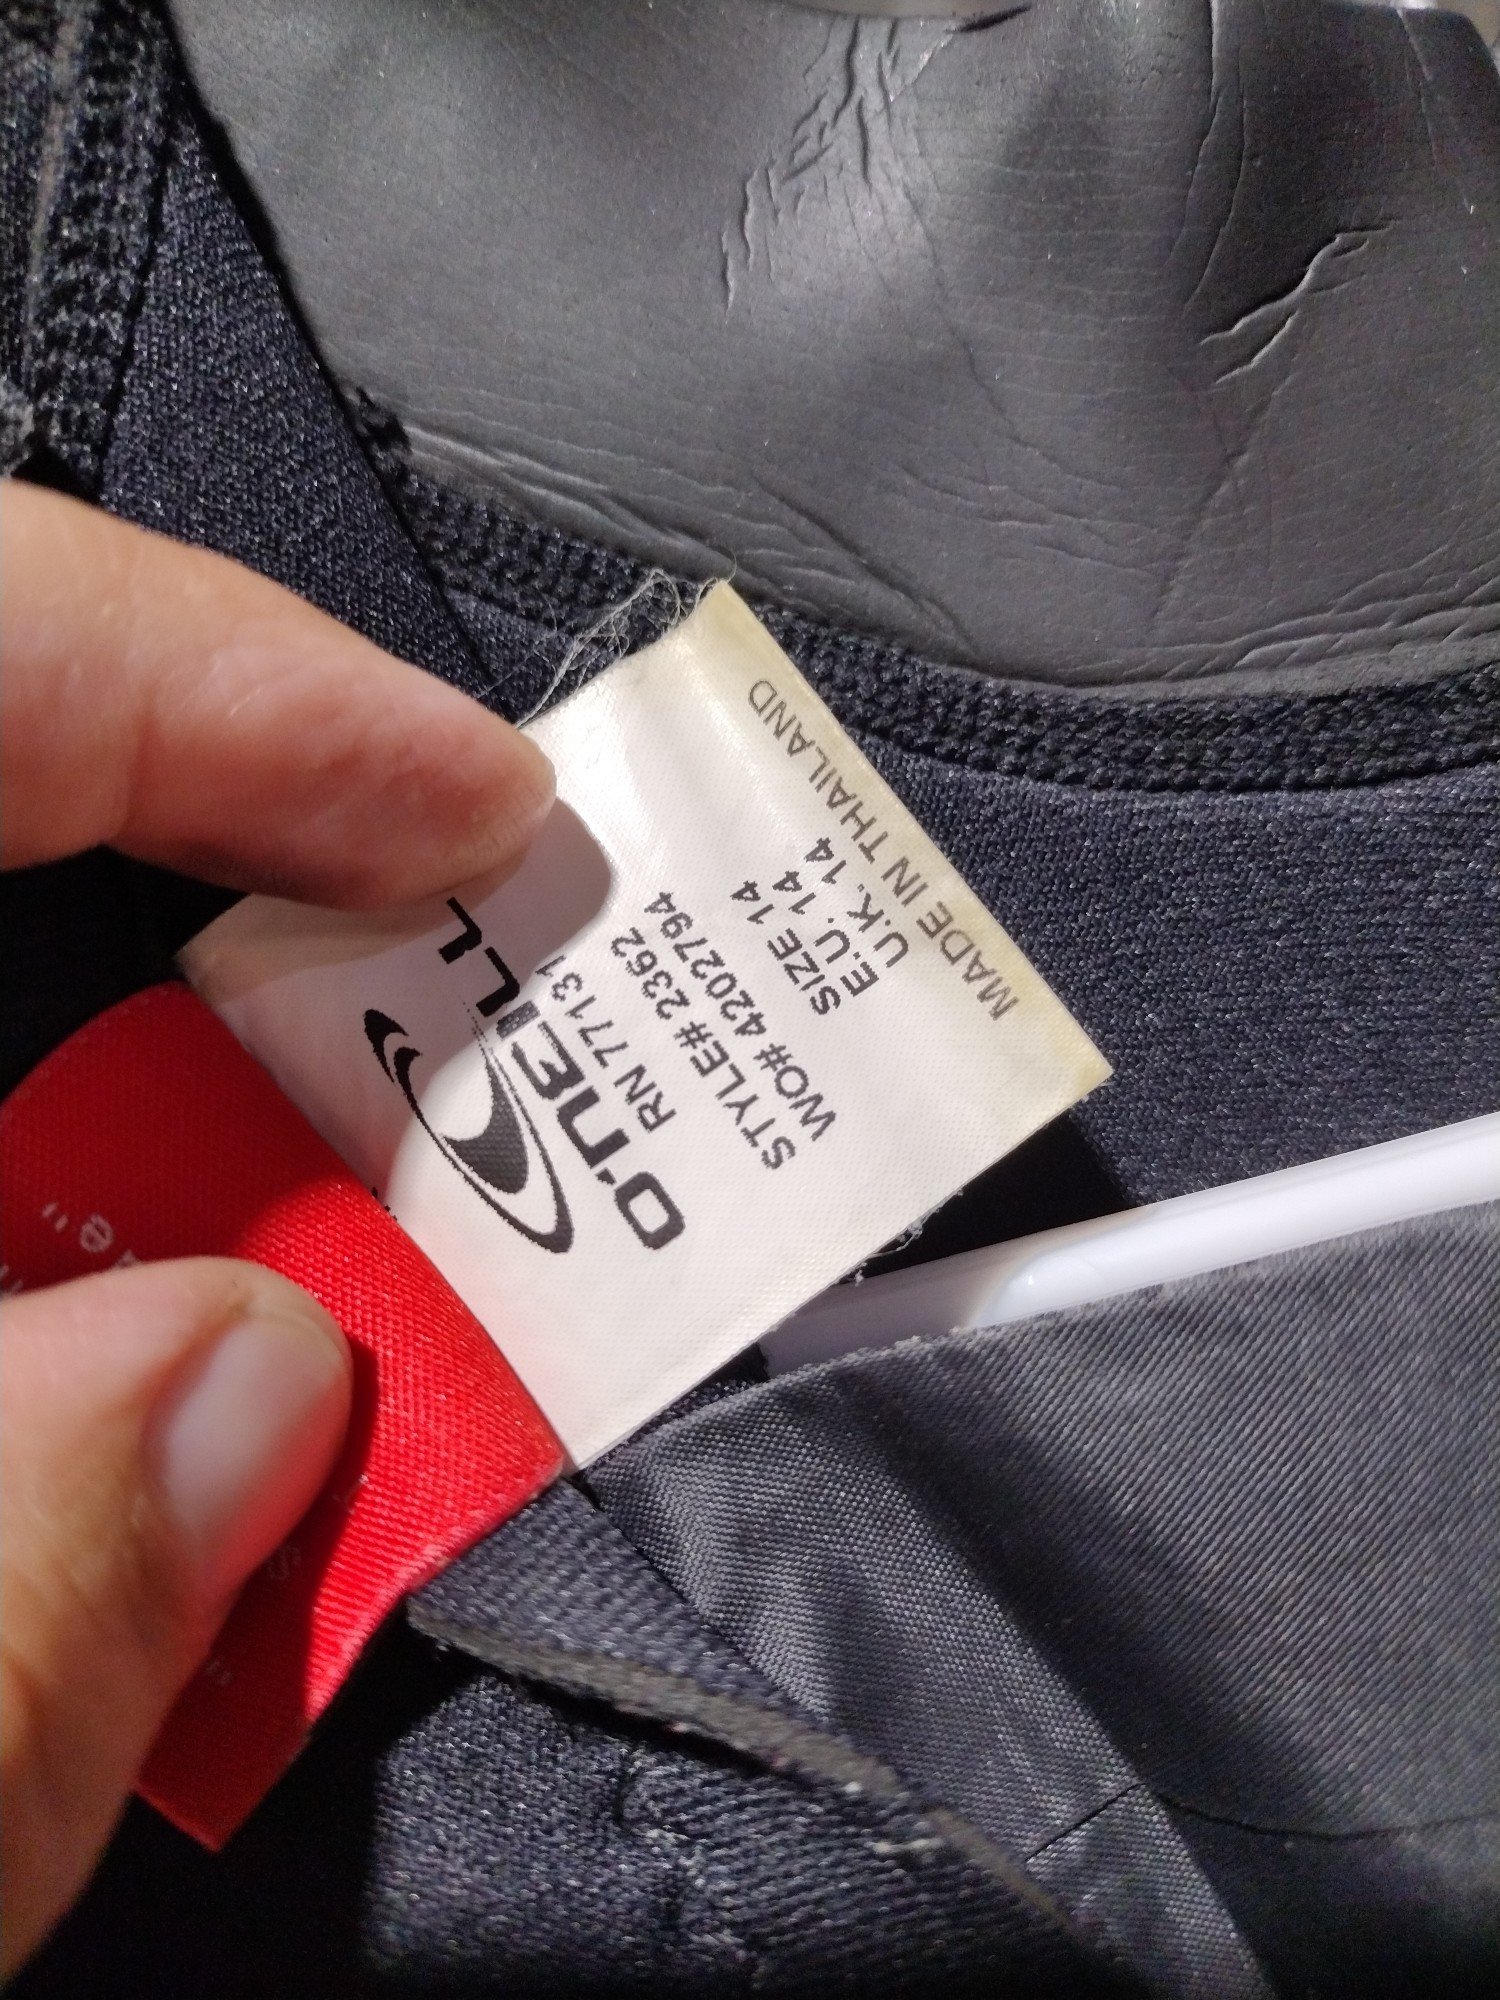 O'NEILL
RN 77131
STYLE# 2362
WO# 4202794
SIZE 14
E.U. 14
U.K. 14
MADE IN THAILAND